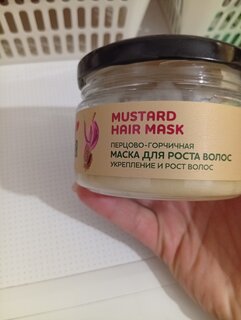 MUSTARD
HAIR MASK
ПЕРЦОВО-ГОРЧИЧНАЯ
МАСКА ДЛЯ РОСТА ВОЛОС
УКРЕПЛЕНИЕ И РОСТ ВОЛОС